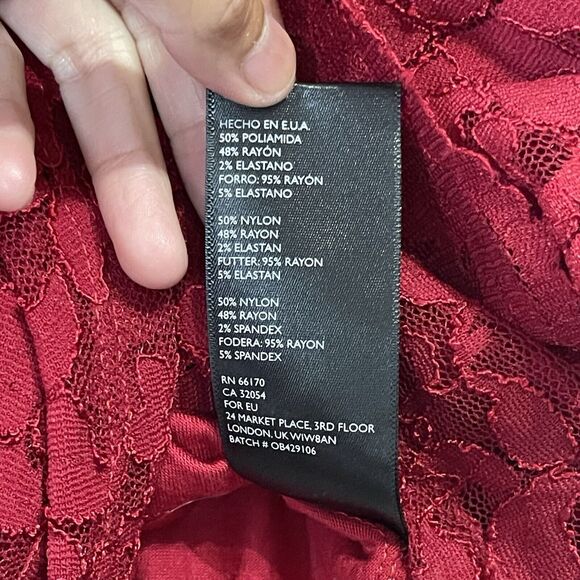 HECHO EN E.U.A.
50% POLIAMIDA
48% RAYÓN
2% ELASTANO
FORRO: 95% RAYÓN
5% ELASTANO
50% NYLON
48% RAYON
2% ELASTAN
FUTTER: 95% RAYON
5% ELASTAN
50% NYLON
48% RAYON
2% SPANDEX
FODERA: 95% RAYON
5% SPANDEX
RN 66170
CA 32054
FOR EU
24 MARKET PLACE, 3RD FLOOR
LONDON, UK WIW8AN
BATCH # OB429106